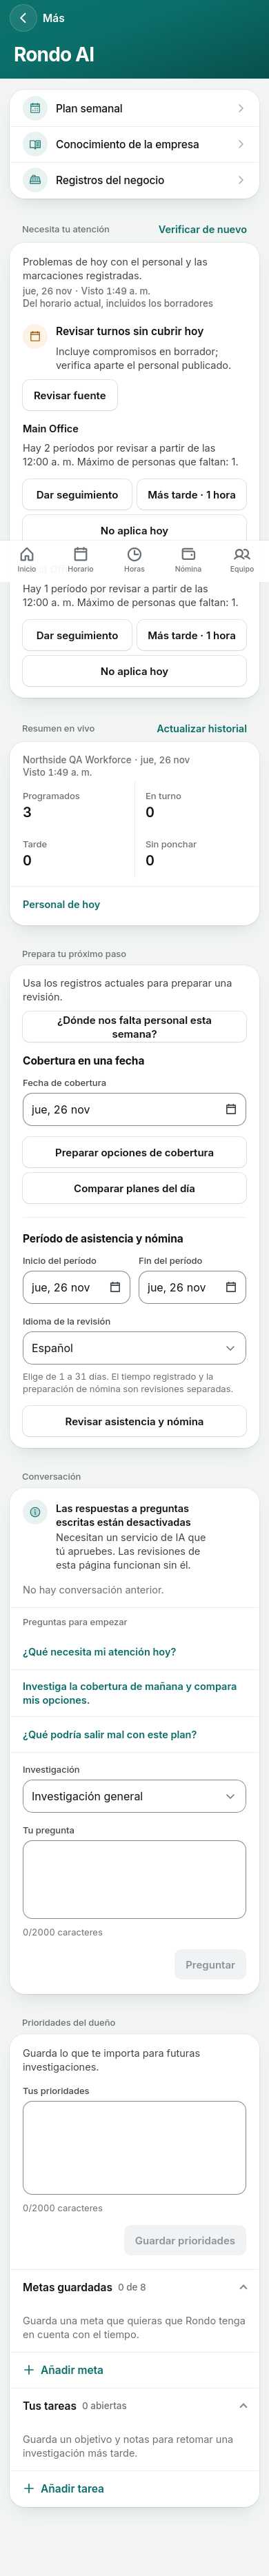 Más
Rondo AI
Plan semanal
Conocimiento de la empresa
Registros del negocio
Necesita tu atención
Verificar de nuevo
Problemas de hoy con el personal y las
marcaciones registradas.
jue, 26 nov · Visto 1:49 a. m.
Del horario actual, incluidos los borradores
Revisar turnos sin cubrir hoy
Incluye compromisos en borrador;
verifica aparte el personal publicado.
Revisar fuente
Main Office
Hay 2 períodos por revisar a partir de las
12:00 a. m. Máximo de personas que faltan: 1.
Dar seguimiento
Más tarde · 1 hora
No aplica hoy
Inicio
Horario
Horas
Nómina
Equipo
Hay 1 período por revisar a partir de las
12:00 a. m. Máximo de personas que faltan: 1.
Dar seguimiento
Más tarde · 1 hora
No aplica hoy
Resumen en vivo
Actualizar historial
Northside QA Workforce · jue, 26 nov
Visto 1:49 a. m.
Programados
3
En turno
0
Tarde
0
Sin ponchar
0
Personal de hoy
Prepara tu próximo paso
Usa los registros actuales para preparar una
revisión.
¿Dónde nos falta personal esta
semana?
Cobertura en una fecha
Fecha de cobertura
jue, 26 nov
Preparar opciones de cobertura
Comparar planes del día
Período de asistencia y nómina
Inicio del período
Fin del período
jue, 26 nov
jue, 26 nov
Idioma de la revisión
Español
Elige de 1 a 31 días. El tiempo registrado y la
preparación de nómina son revisiones separadas.
Revisar asistencia y nómina
Conversación
Las respuestas a preguntas
escritas están desactivadas
Necesitan un servicio de IA que
tú apruebes. Las revisiones de
esta página funcionan sin él.
No hay conversación anterior.
Preguntas para empezar
¿Qué necesita mi atención hoy?
Investiga la cobertura de mañana y compara
mis opciones.
¿Qué podría salir mal con este plan?
Investigación
Investigación general
Tu pregunta
0/2000 caracteres
Preguntar
Prioridades del dueño
Guarda lo que te importa para futuras
investigaciones.
Tus prioridades
0/2000 caracteres
Guardar prioridades
Metas guardadas 0 de 8
Guarda una meta que quieras que Rondo tenga
en cuenta con el tiempo.
Añadir meta
Tus tareas 0 abiertas
Guarda un objetivo y notas para retomar una
investigación más tarde.
Añadir tarea